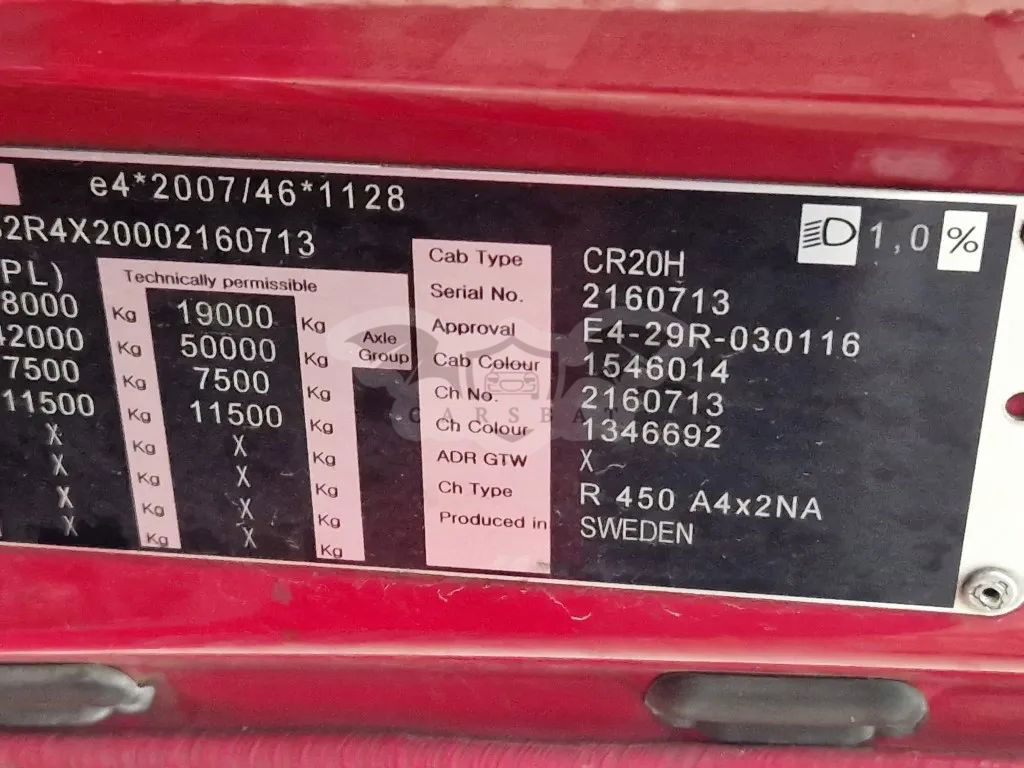 e4*2007/46*1128
S2R4X20002160713
1,0 %
(PL) Technically permissible
8000 Kg 19000 Kg
42000 Kg 50000 Kg Axle Group
7500 Kg 7500 Kg
11500 Kg 11500 Kg
X Kg X Kg
X Kg X Kg
X Kg X Kg
X Kg X Kg
Cab Type CR20H
Serial No. 2160713
Approval E4-29R-030116
Cab Colour 1546014
Ch No. 2160713
Ch Colour 1346692
ADR GTW X
Ch Type R 450 A4x2NA
Produced in SWEDEN